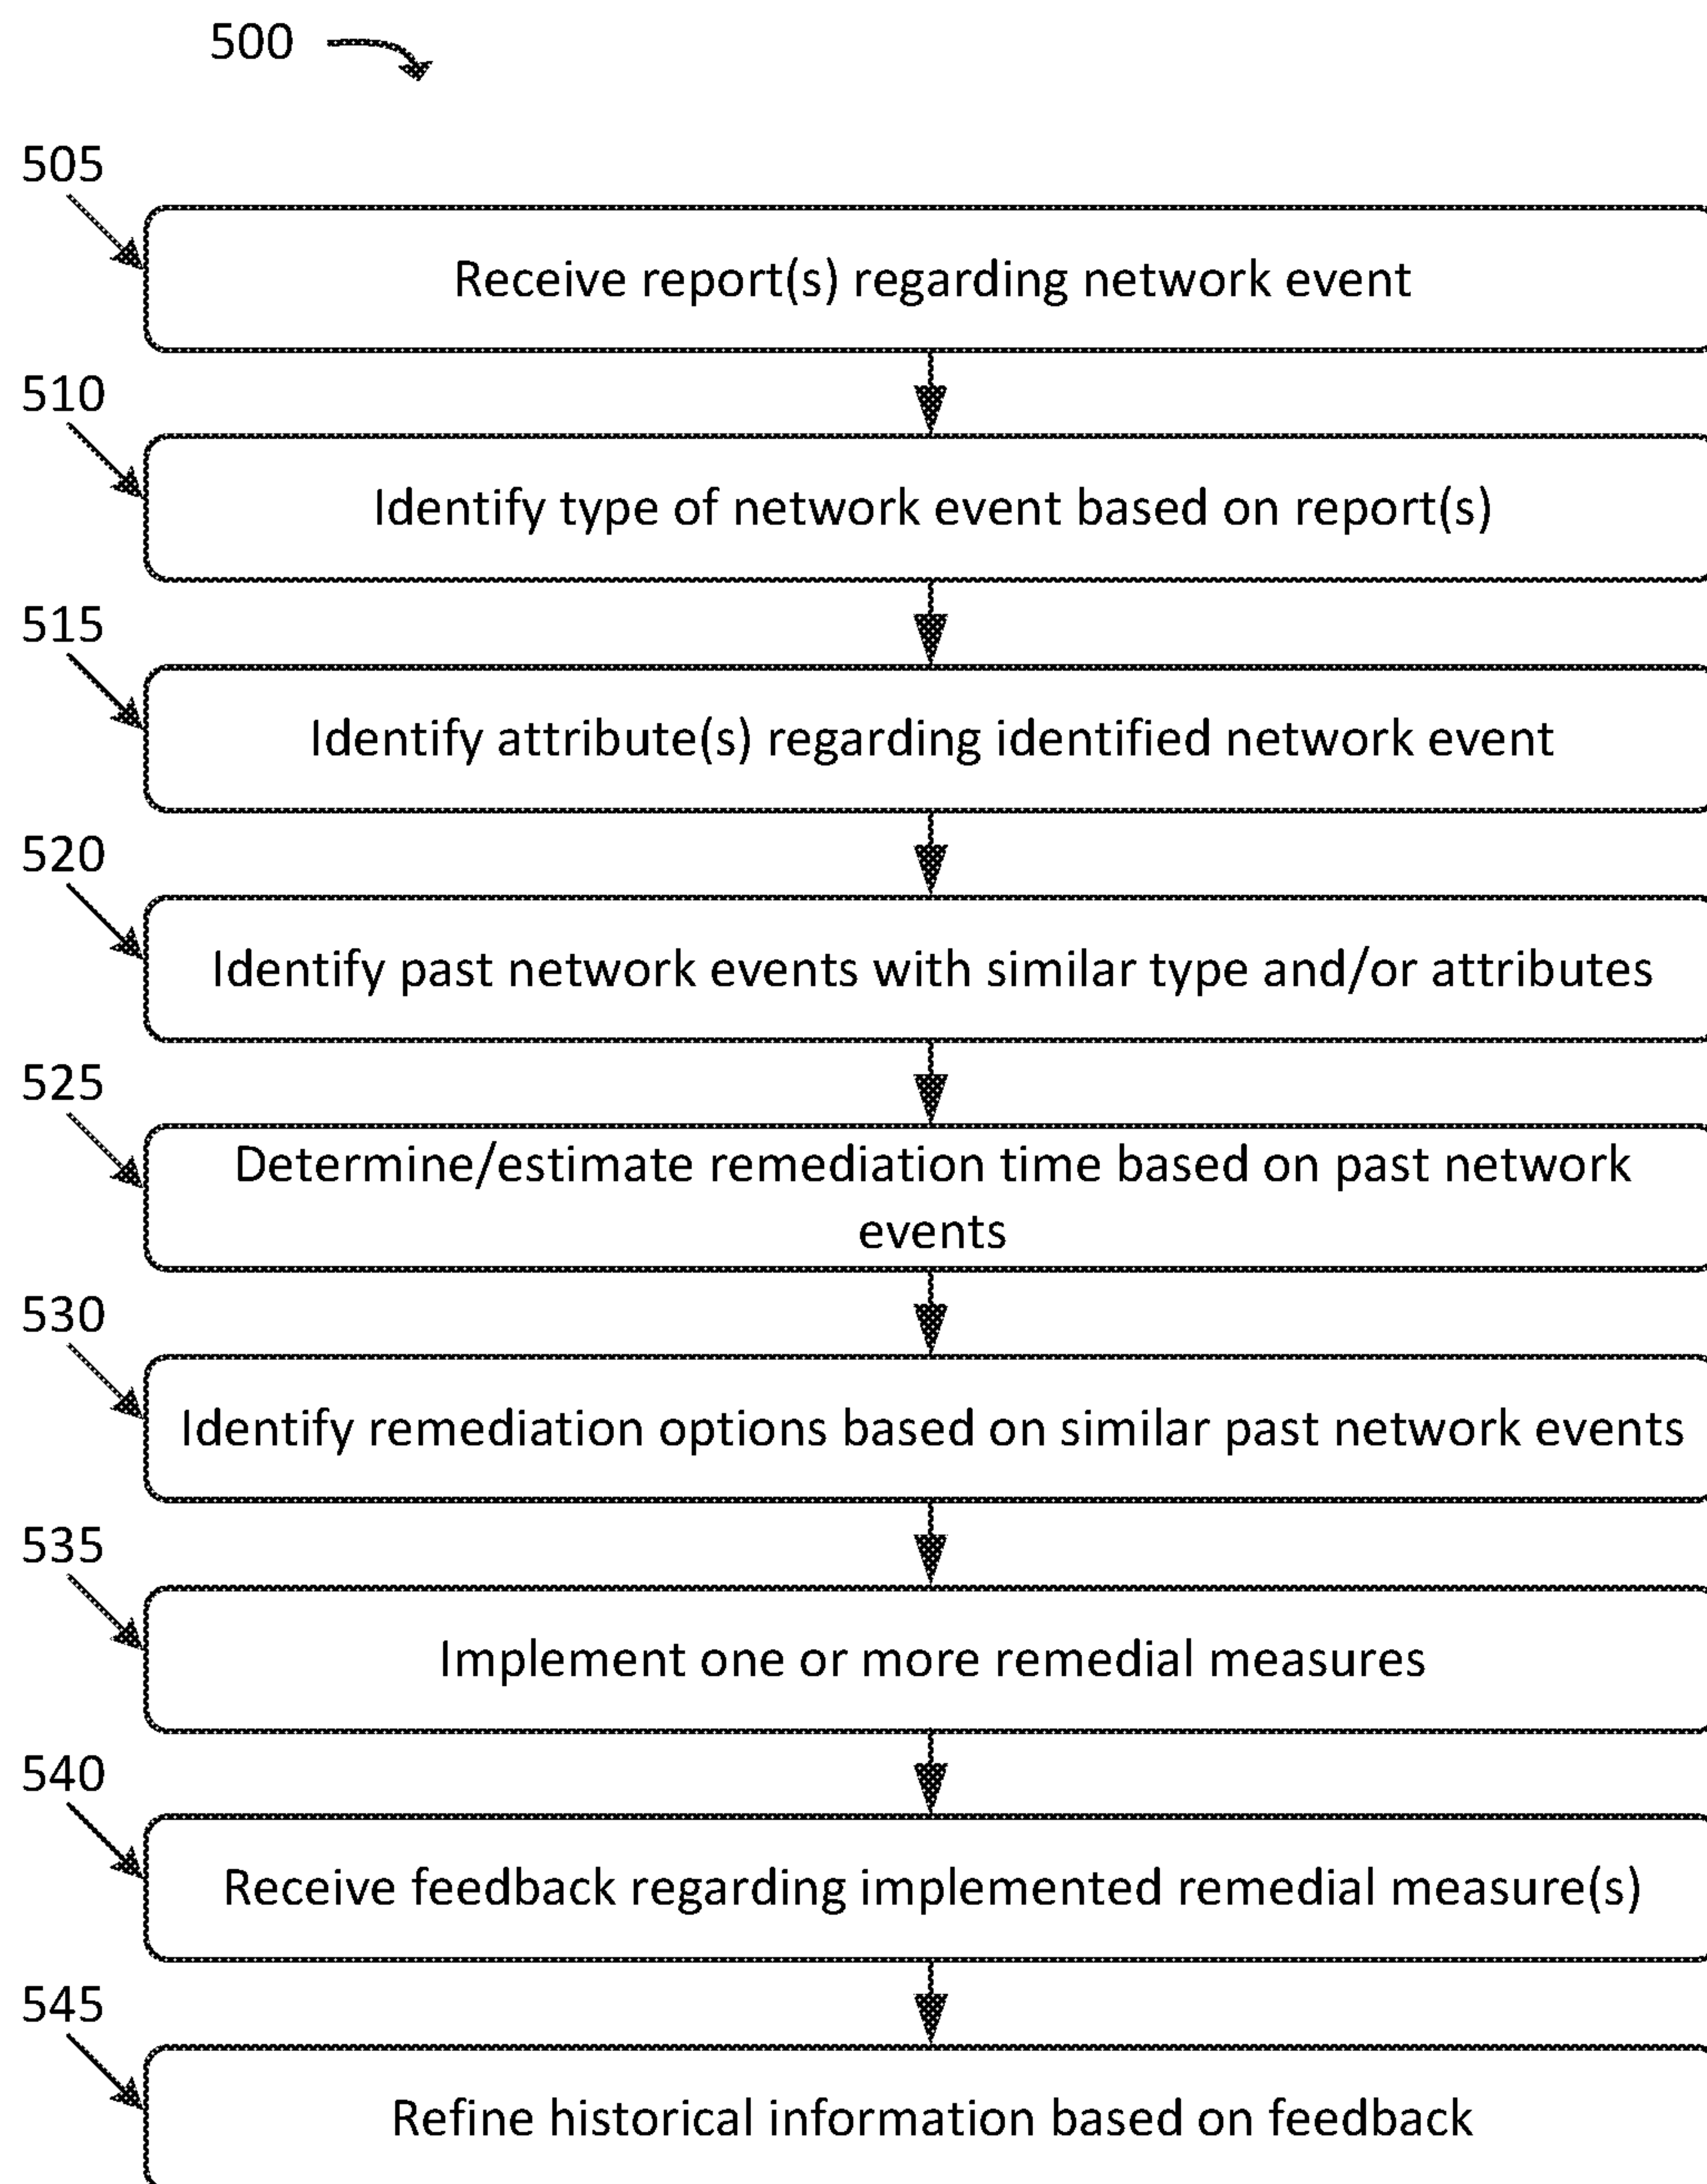 500
505
Receive report(s) regarding network event
510
Identify type of network event based on report(s)
515
Identify attribute(s) regarding identified network event
520
Identify past network events with similar type and/or attributes
525
Determine/estimate remediation time based on past network
events
530
Identify remediation options based on similar past network events
535
Implement one or more remedial measures
540
Receive feedback regarding implemented remedial measure(s)
545
Refine historical information based on feedback